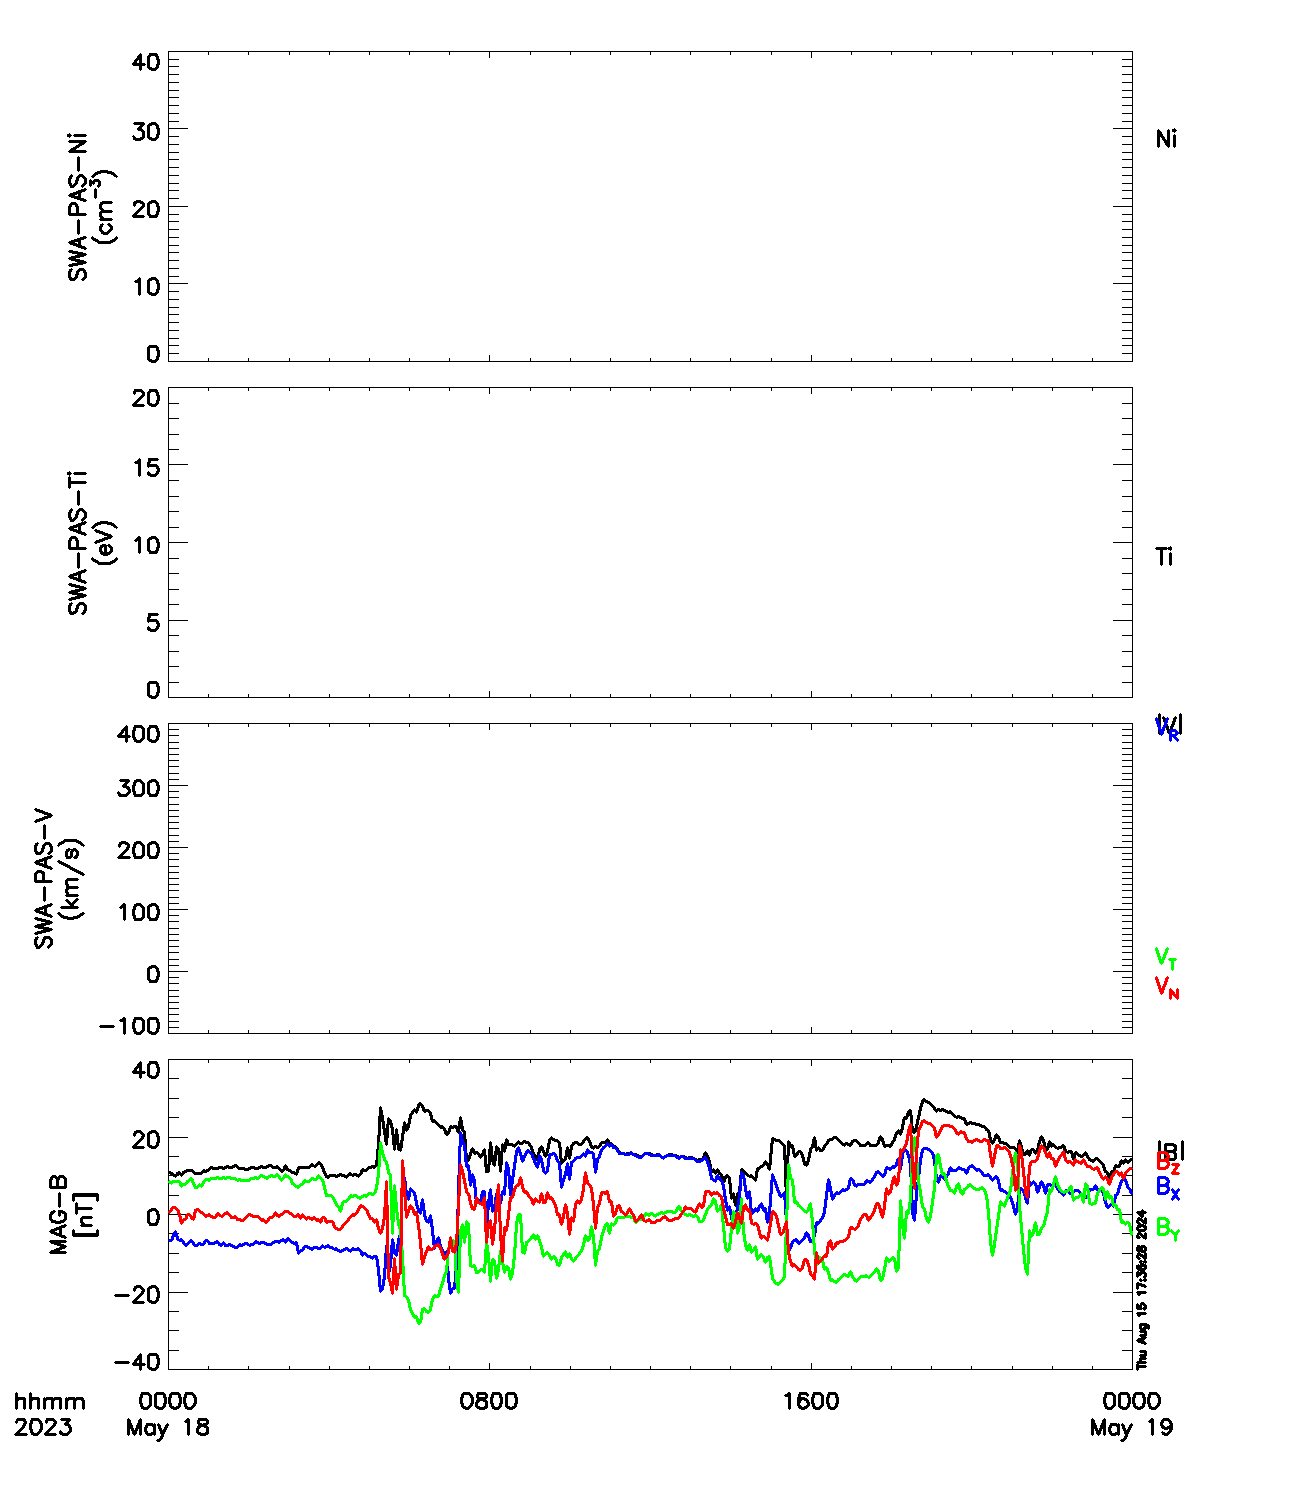 40
30
20
10
0
SWA-PAS-Ni
(cm⁻³)
Ni
20
15
10
5
0
SWA-PAS-Ti
(eV)
Ti
400
300
200
100
0
-100
SWA-PAS-V
(km/s)
|V|
V_R
V_T
V_N
40
20
0
-20
-40
MAG-B
[nT]
|B|
B_Z
B_X
B_Y
Thu Aug 15 17:36:28 2024
hhmm 0000 0800 1600 0000
2023 May 18 May 19